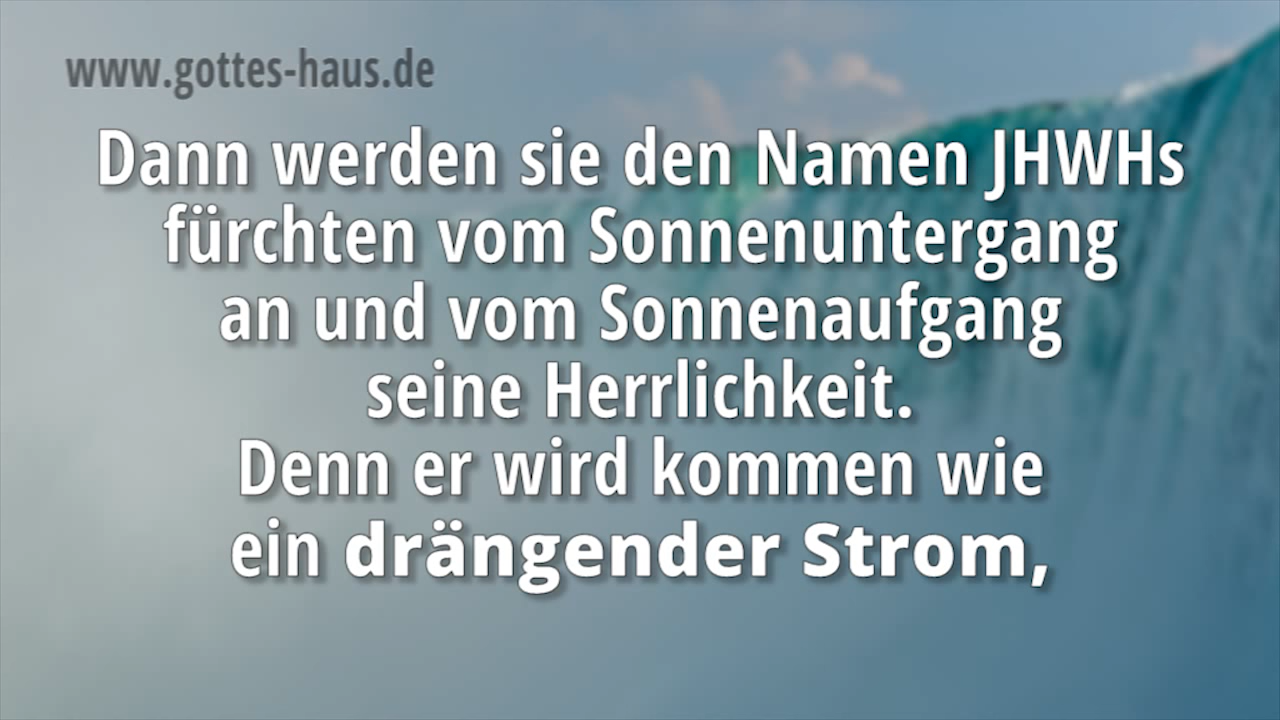 www.gottes-haus.de
Dann werden sie den Namen JHWHs
fürchten vom Sonnenuntergang
an und vom Sonnenaufgang
seine Herrlichkeit.
Denn er wird kommen wie
ein drängender Strom,